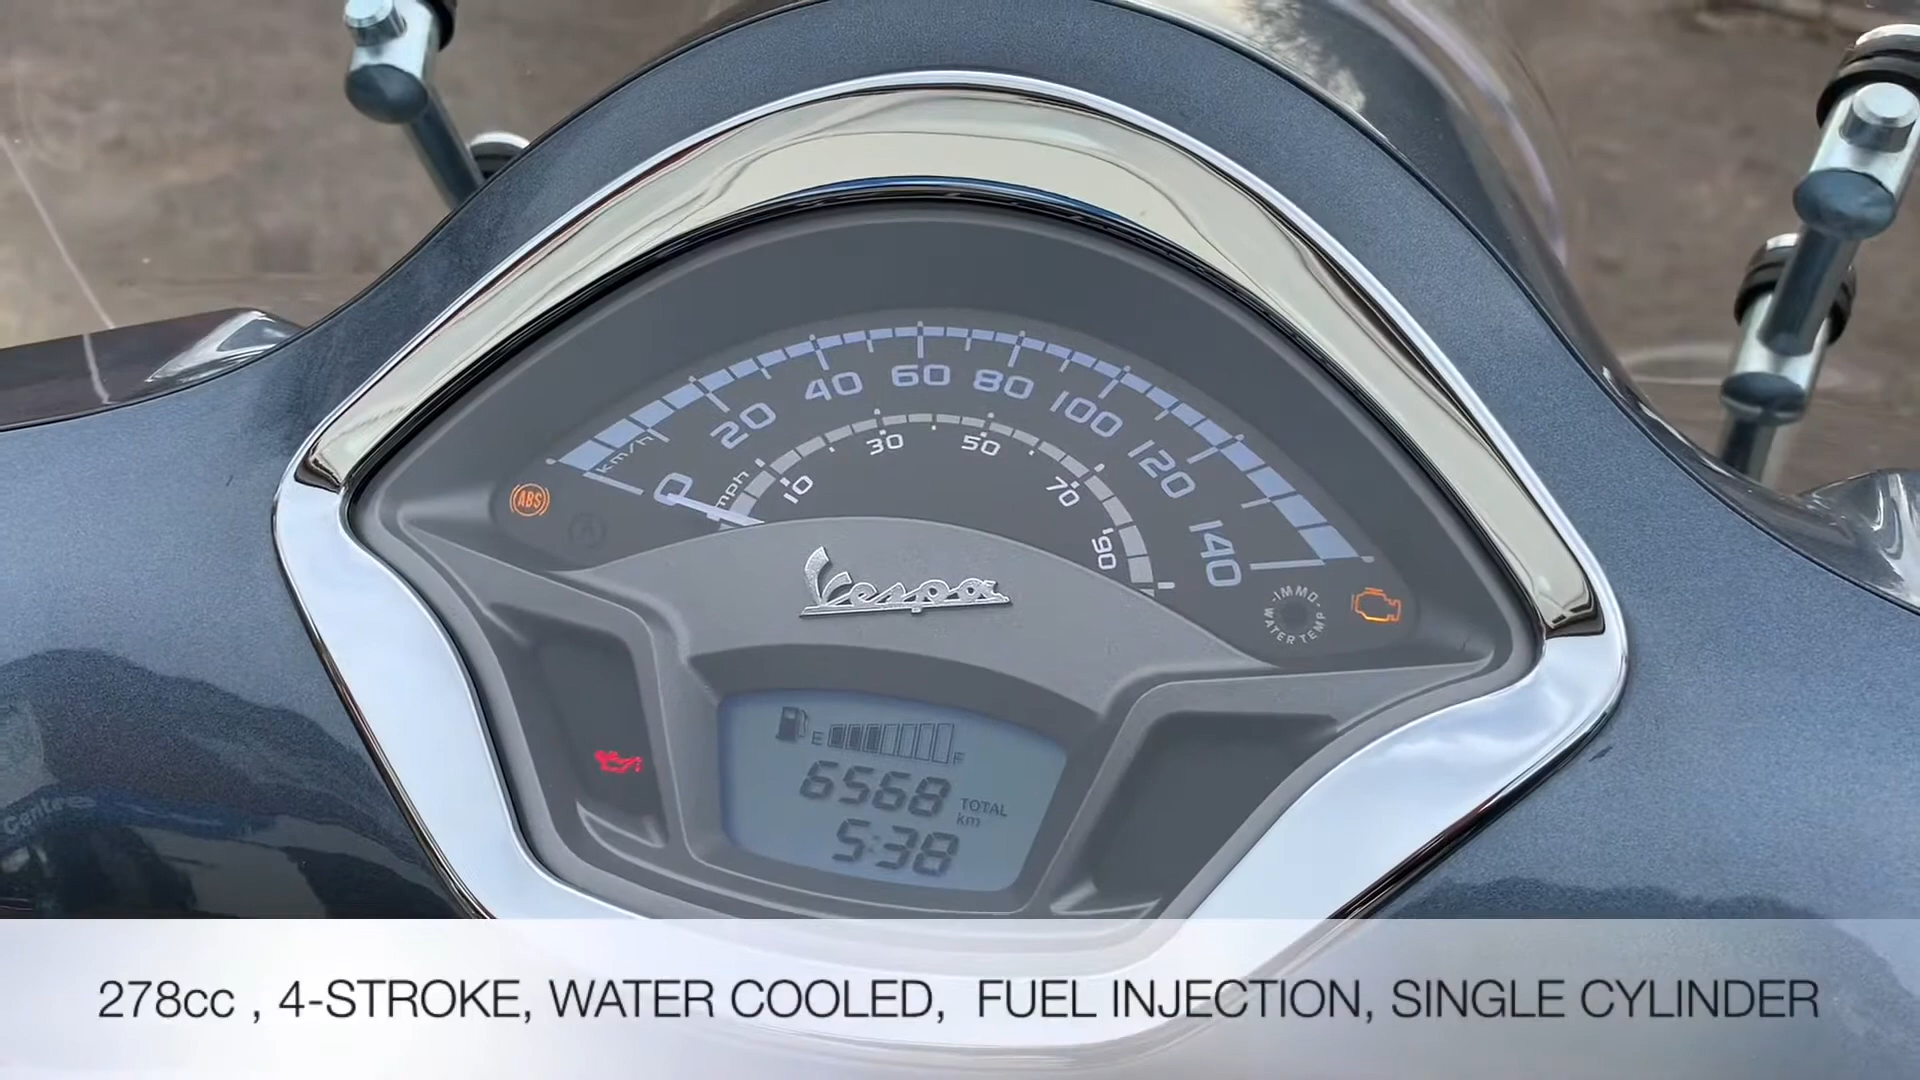 km/h
0
20
40
60
80
100
120
140
mph
10
30
50
70
90
ABS
Vespa
IMMO
WATER TEMP
E
F
6568 TOTAL
km
5:38
Centre
278cc , 4-STROKE, WATER COOLED, FUEL INJECTION, SINGLE CYLINDER